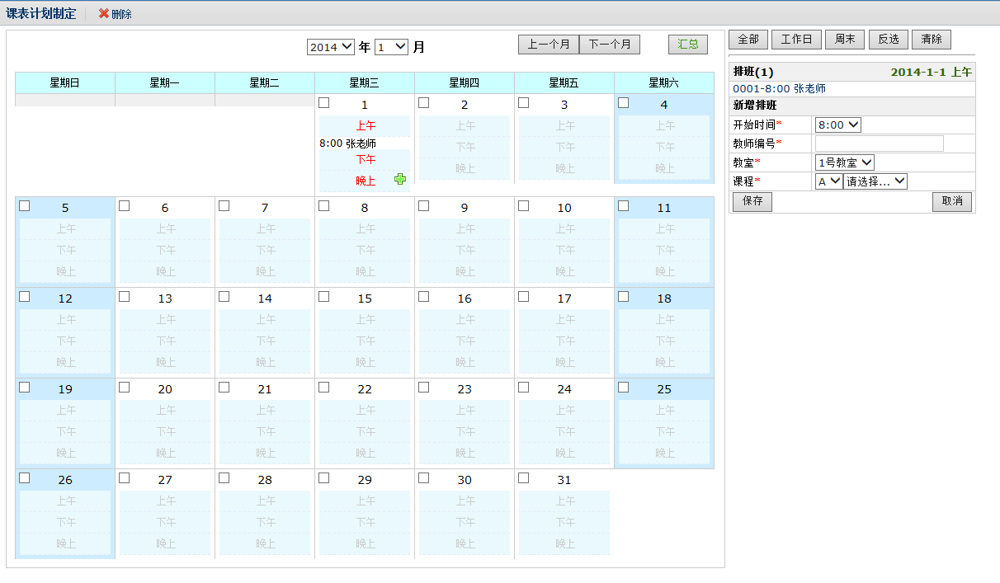 课表计划制定 删除
2014 年 1 月 上一个月 下一个月 汇总
星期日 星期一 星期二 星期三 星期四 星期五 星期六
1 2 3 4
上午 上午 上午 上午
8:00 张老师
下午 下午 下午 下午
晚上 晚上 晚上 晚上
5 6 7 8 9 10 11
上午 上午 上午 上午 上午 上午 上午
下午 下午 下午 下午 下午 下午 下午
晚上 晚上 晚上 晚上 晚上 晚上 晚上
12 13 14 15 16 17 18
上午 上午 上午 上午 上午 上午 上午
下午 下午 下午 下午 下午 下午 下午
晚上 晚上 晚上 晚上 晚上 晚上 晚上
19 20 21 22 23 24 25
上午 上午 上午 上午 上午 上午 上午
下午 下午 下午 下午 下午 下午 下午
晚上 晚上 晚上 晚上 晚上 晚上 晚上
26 27 28 29 30 31
上午 上午 上午 上午 上午 上午
下午 下午 下午 下午 下午 下午
晚上 晚上 晚上 晚上 晚上 晚上
全部 工作日 周末 反选 清除
排班(1) 2014-1-1 上午
0001-8:00 张老师
新增排班
开始时间* 8:00
教师编号*
教室* 1号教室
课程* A 请选择...
保存 取消